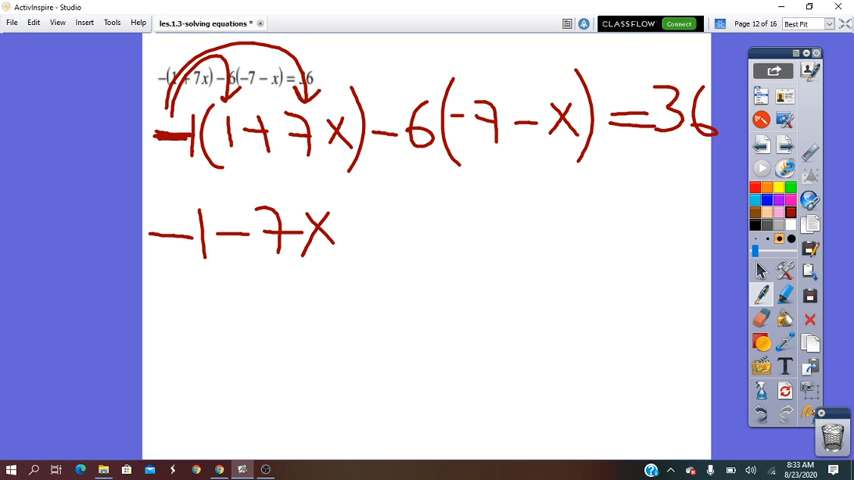 ActivInspire - Studio
File Edit View Insert Tools Help
les.1.3-solving equations *
CLASSFLOW Connect
Page 12 of 16
Best Fit
-(1 + 7x) - 6(-7 - x) = 36
-1(1+7x)-6(-7-x)=36
-1-7x
T
8:33 AM
8/23/2020